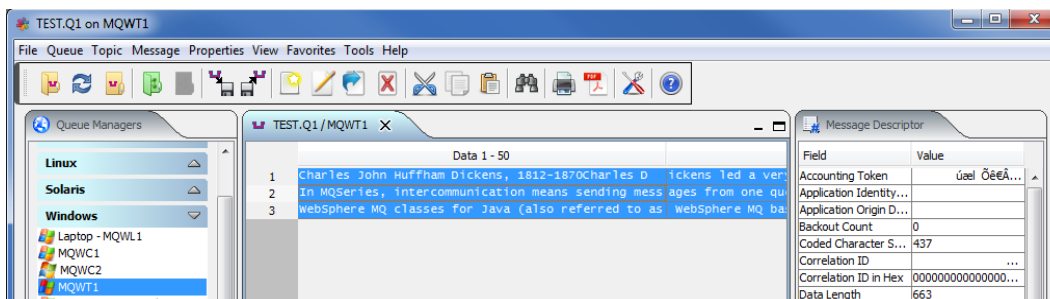 TEST.Q1 on MQWT1
File Queue Topic Message Properties View Favorites Tools Help
Queue Managers
TEST.Q1 / MQWT1
Message Descriptor
Data 1 - 50
Field Value
Linux
Solaris
Windows
Laptop - MQWL1
MQWC1
MQWC2
MQWT1
1 Charles John Huffham Dickens, 1812-1870Charles D ickens led a very
2 In MQSeries, intercommunication means sending mess ages from one que
3 WebSphere MQ classes for Java (also referred to as WebSphere MQ ba
Accounting Token úæl Õê€Â...
Application Identity...
Application Origin D...
Backout Count 0
Coded Character S... 437
Correlation ID ...
Correlation ID in Hex 000000000000000...
Data Length 663